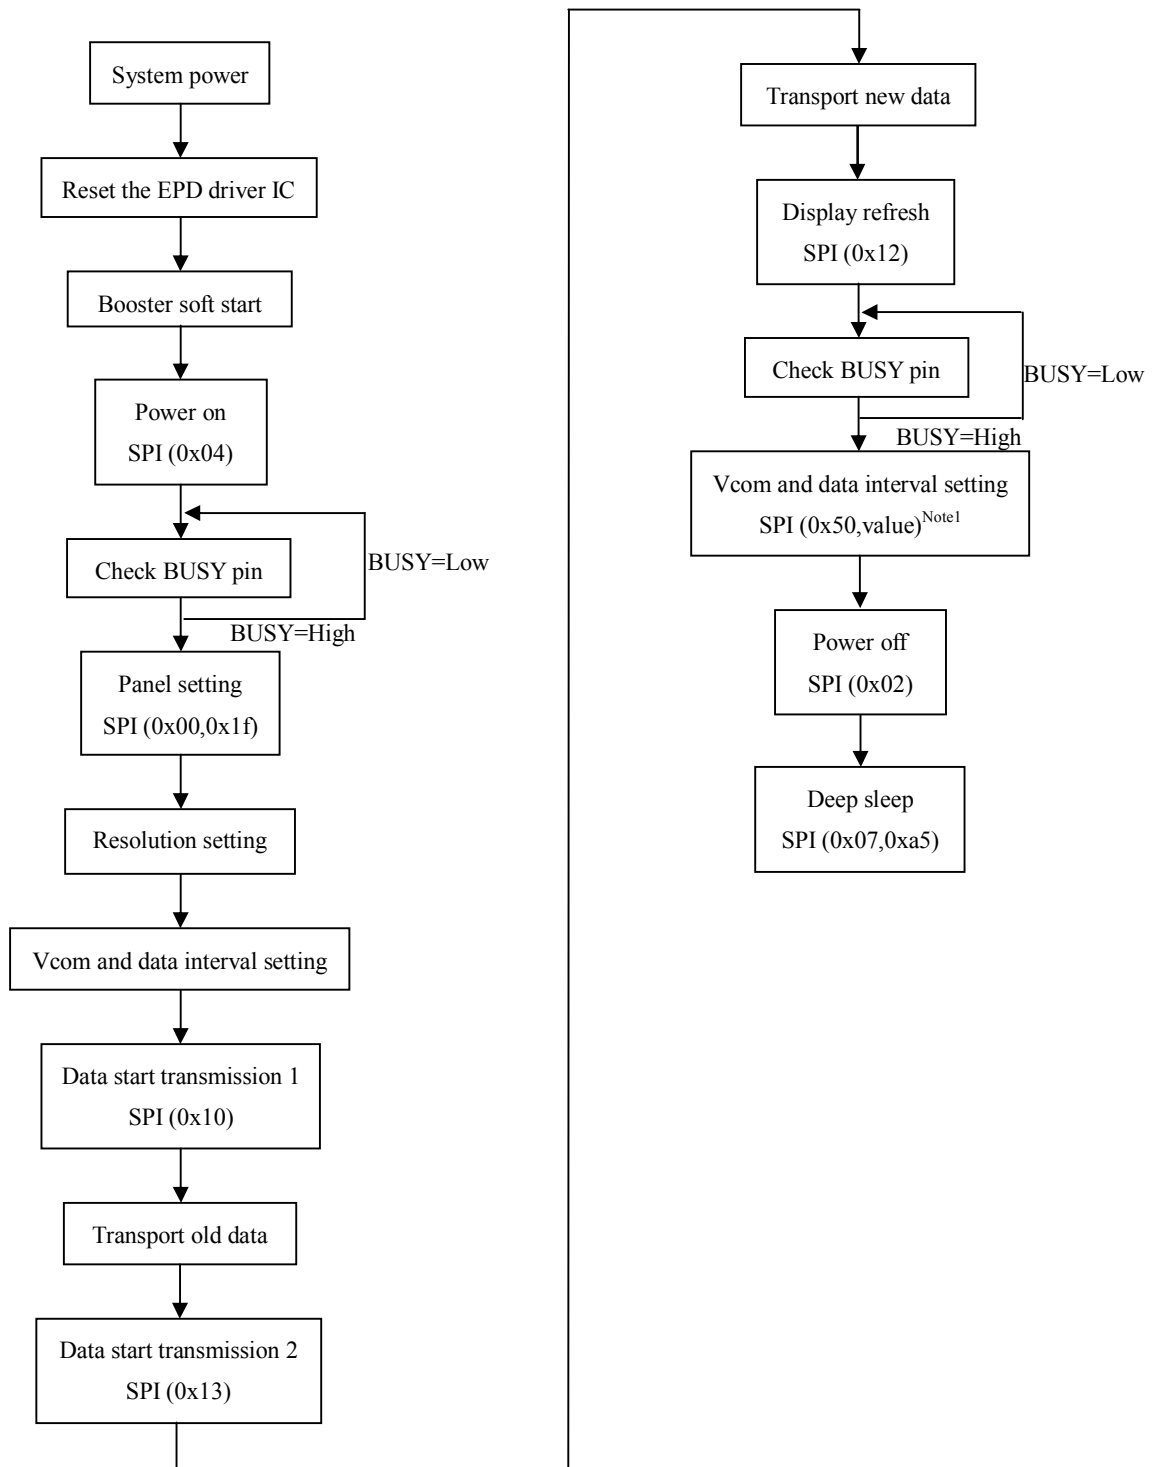 System power
Reset the EPD driver IC
Booster soft start
Power on
SPI (0x04)
Check BUSY pin
BUSY=Low
BUSY=High
Panel setting
SPI (0x00,0x1f)
Resolution setting
Vcom and data interval setting
Data start transmission 1
SPI (0x10)
Transport old data
Data start transmission 2
SPI (0x13)
Transport new data
Display refresh
SPI (0x12)
Check BUSY pin
BUSY=Low
BUSY=High
Vcom and data interval setting
SPI (0x50,value)Note1
Power off
SPI (0x02)
Deep sleep
SPI (0x07,0xa5)